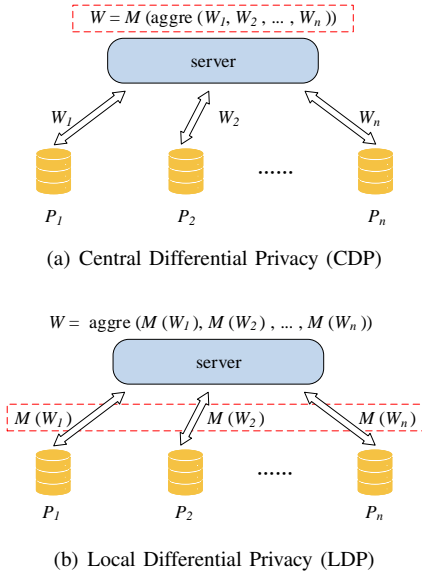 W = M (aggre (W1, W2 , ... , Wn ))
server
W1 W2 Wn
......
P1 P2 Pn
(a) Central Differential Privacy (CDP)
W = aggre (M (W1), M (W2) , ... , M (Wn))
server
M (W1) M (W2) M (Wn)
......
P1 P2 Pn
(b) Local Differential Privacy (LDP)